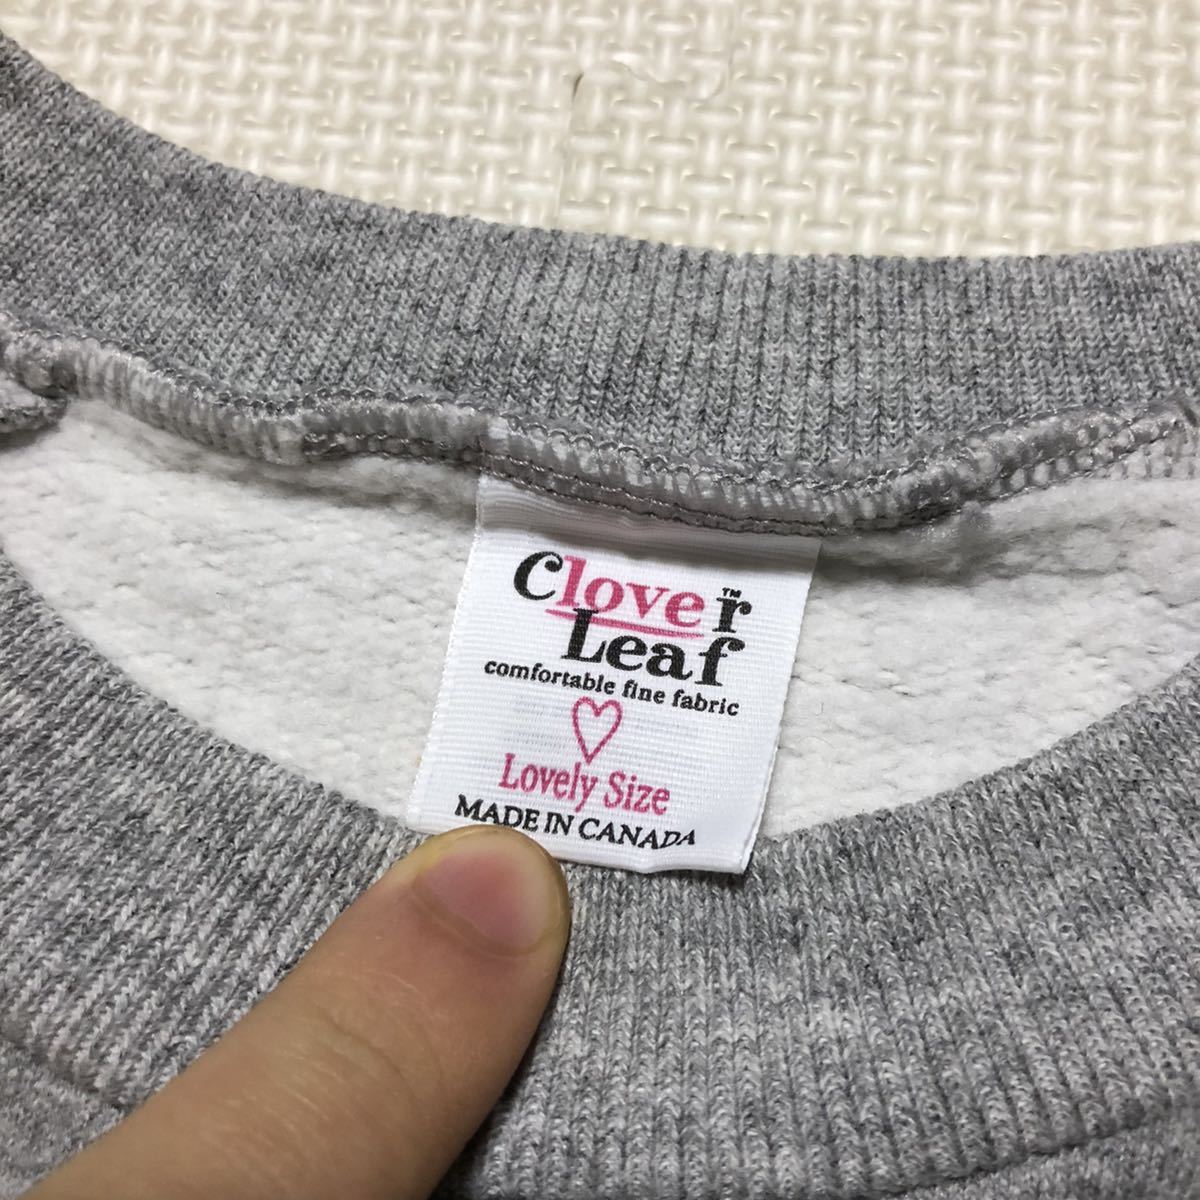 Clover™
Leaf
comfortable fine fabric
Lovely Size
MADE IN CANADA